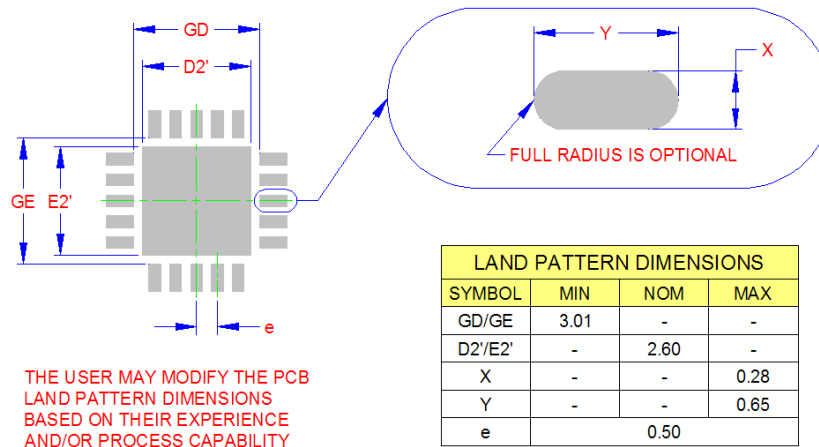 GD
D2'
GE
E2'
e
Y
X
FULL RADIUS IS OPTIONAL
THE USER MAY MODIFY THE PCB
LAND PATTERN DIMENSIONS
BASED ON THEIR EXPERIENCE
AND/OR PROCESS CAPABILITY
LAND PATTERN DIMENSIONS
SYMBOL MIN NOM MAX
GD/GE 3.01 - -
D2'/E2' - 2.60 -
X - - 0.28
Y - - 0.65
e 0.50